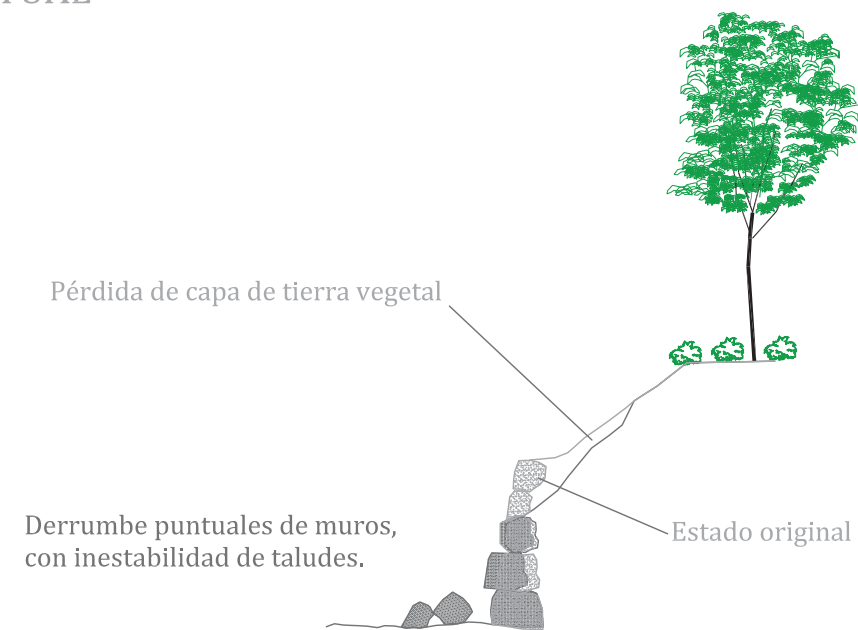 Pérdida de capa de tierra vegetal
Derrumbe puntuales de muros,
con inestabilidad de taludes.
Estado original